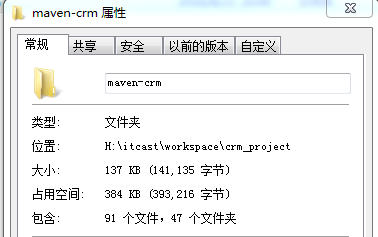 maven-crm 属性
常规 共享 安全 以前的版本 自定义
maven-crm
类型: 文件夹
位置: H:\itcast\workspace\crm_project
大小: 137 KB (141,135 字节)
占用空间: 384 KB (393,216 字节)
包含: 91 个文件，47 个文件夹